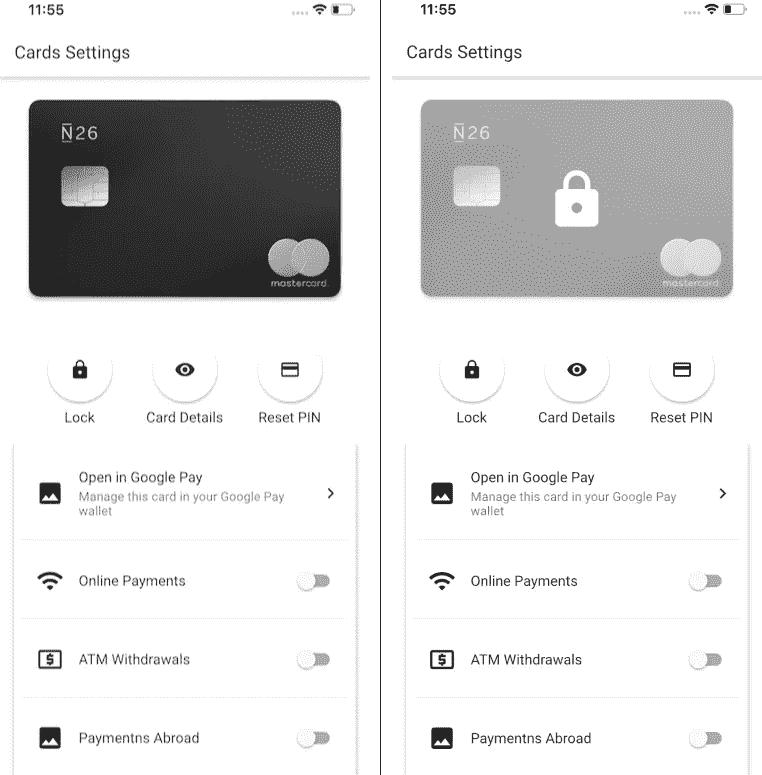 11:55
Cards Settings
N26
mastercard
Lock
Card Details
Reset PIN
Open in Google Pay
Manage this card in your Google Pay
wallet
Online Payments
ATM Withdrawals
Paymentns Abroad
11:55
Cards Settings
N26
mastercard
Lock
Card Details
Reset PIN
Open in Google Pay
Manage this card in your Google Pay
wallet
Online Payments
ATM Withdrawals
Paymentns Abroad